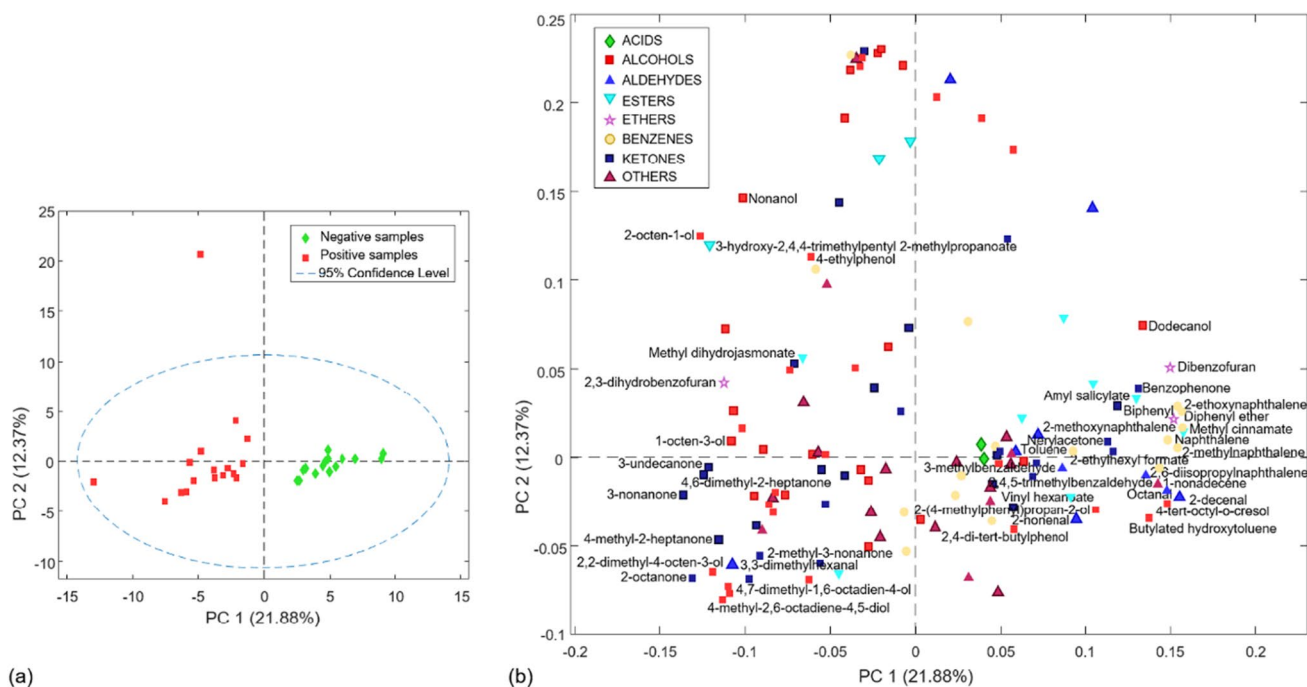 25
20
15
10
5
0
-5
-10
-15
-10
-5
0
5
10
15
PC 2 (12.37%)
PC 1 (21.88%)
Negative samples
Positive samples
95% Confidence Level
(a)
0.25
0.2
0.15
0.1
0.05
0
-0.05
-0.1
-0.2
-0.15
-0.1
-0.05
0
0.05
0.1
0.15
0.2
PC 2 (12.37%)
PC 1 (21.88%)
ACIDS
ALCOHOLS
ALDEHYDES
ESTERS
ETHERS
BENZENES
KETONES
OTHERS
Nonanol
2-octen-1-ol
3-hydroxy-2,4,4-trimethylpentyl 2-methylpropanoate
4-ethylphenol
Dodecanol
Methyl dihydrojasmonate
2,3-dihydrobenzofuran
Dibenzofuran
Benzophenone
Amyl salicylate
Biphenyl
2-ethoxynaphthalene
Diphenyl ether
2-methoxynaphthalene
Methyl cinnamate
1-octen-3-ol
Nerylacetone
Toluene
Naphthalene
2-methylnaphthalene
3-undecanone
3-methylbenzaldehyde
2-ethylhexyl formate
2,6-diisopropylnaphthalene
4,6-dimethyl-2-heptanone
2,4,5-trimethylbenzaldehyde
1-nonadecene
3-nonanone
Vinyl hexanoate
Octanal
2-decenal
2-(4-methylphenyl)propan-2-ol
4-tert-octyl-o-cresol
2-nonenal
Butylated hydroxytoluene
2,4-di-tert-butylphenol
4-methyl-2-heptanone
2-methyl-3-nonanone
2,2-dimethyl-4-octen-3-ol
3,3-dimethylhexanal
2-octanone
4,7-dimethyl-1,6-octadien-4-ol
4-methyl-2,6-octadiene-4,5-diol
(b)